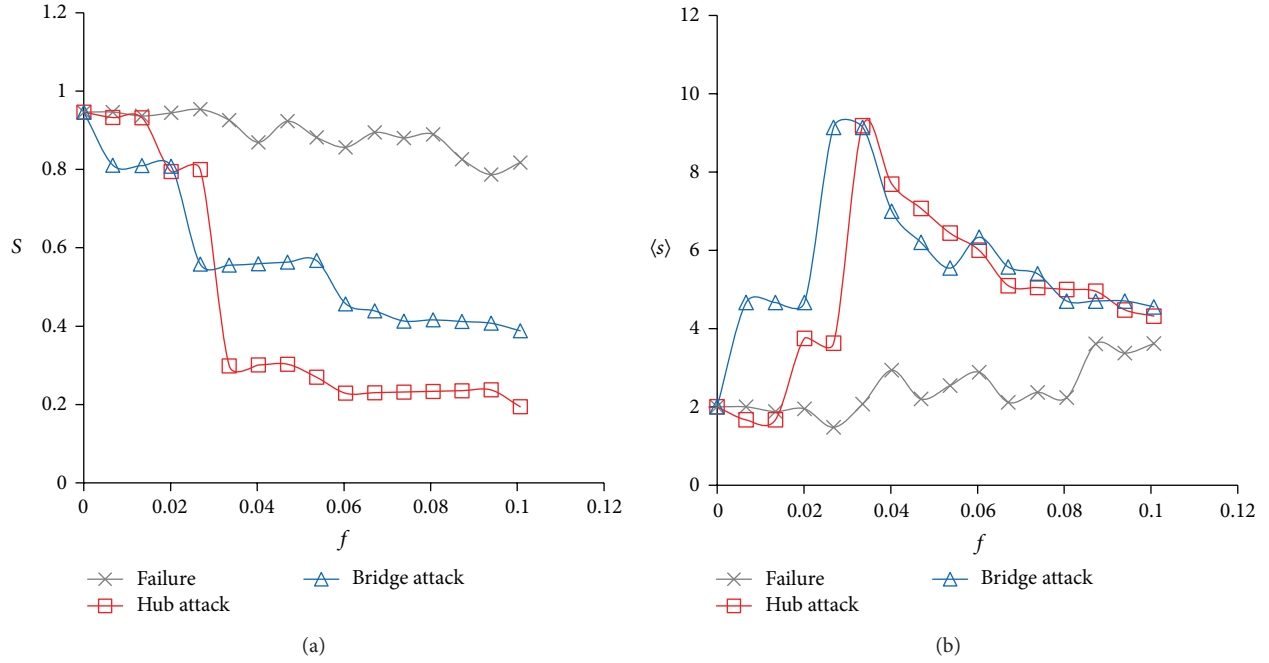 1.2
1
0.8
0.6
0.4
0.2
0
S
0 0.02 0.04 0.06 0.08 0.1 0.12
f
Failure
Hub attack
Bridge attack
(a)
12
10
8
6
4
2
0
⟨s⟩
0 0.02 0.04 0.06 0.08 0.1 0.12
f
Failure
Hub attack
Bridge attack
(b)